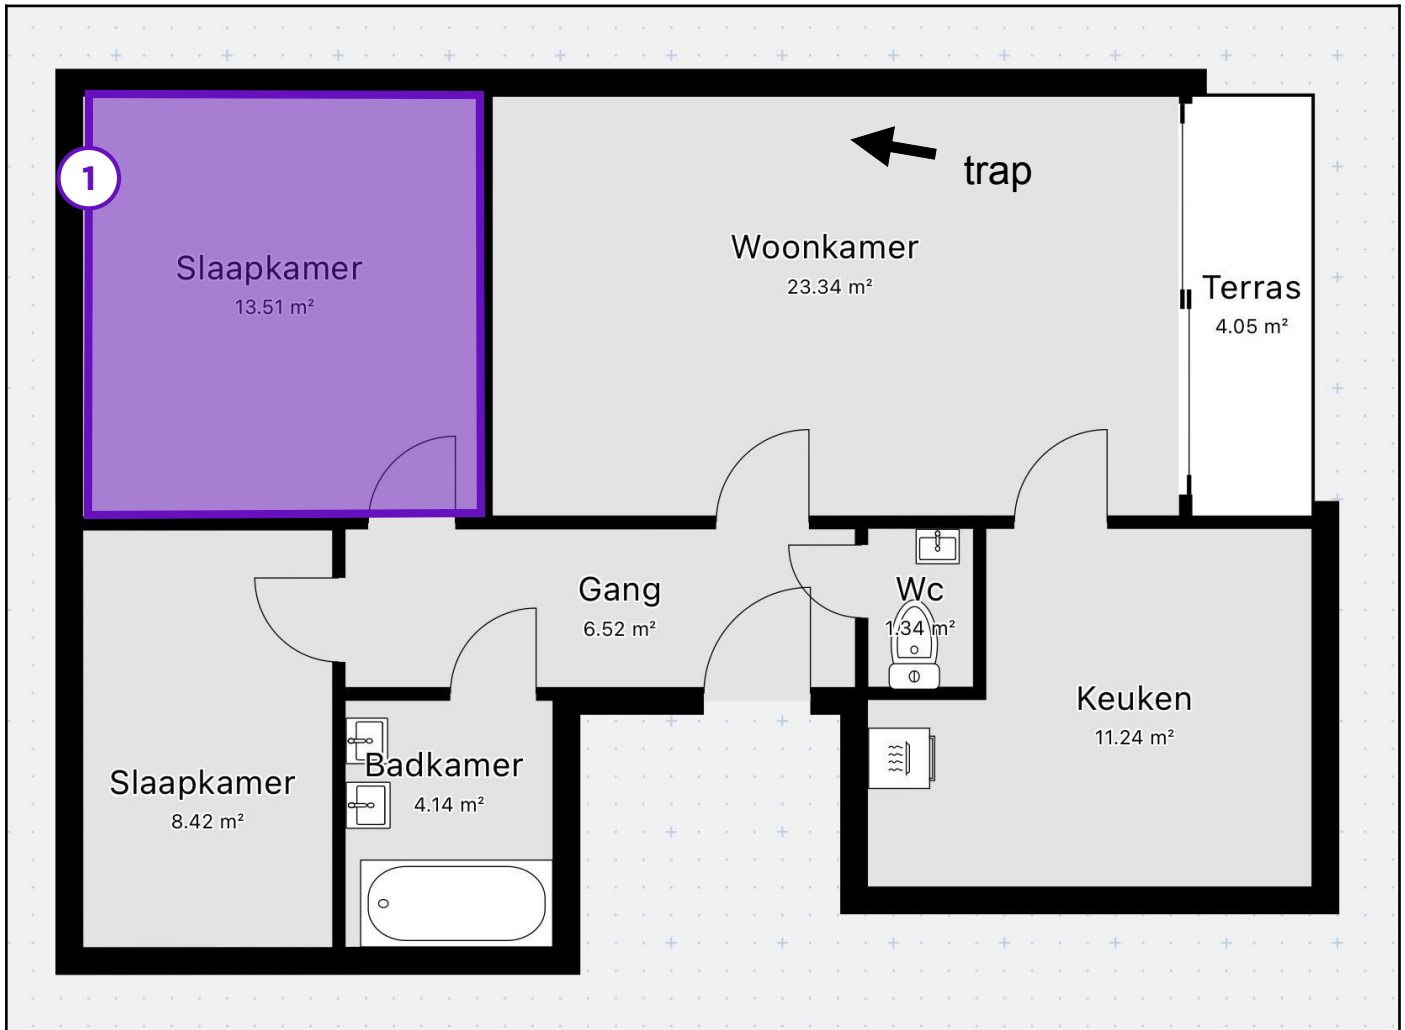 trap
1
Slaapkamer
13.51 m²
Woonkamer
23.34 m²
Terras
4.05 m²
Gang
6.52 m²
Wc
1.34 m²
Keuken
11.24 m²
Badkamer
4.14 m²
Slaapkamer
8.42 m²